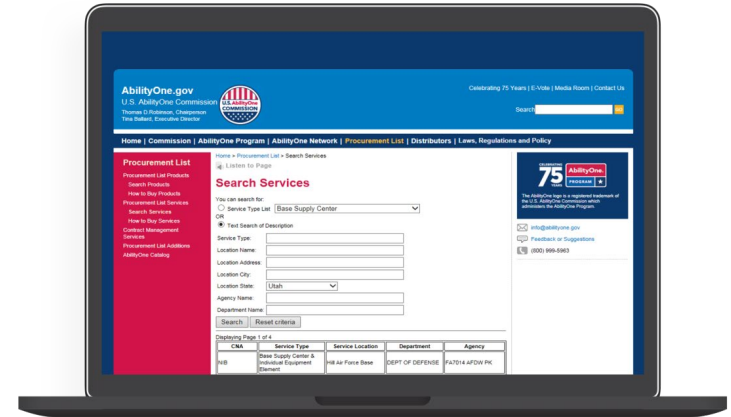 AbilityOne.gov
U.S. AbilityOne Commission
Thomas D.Robinson, Chairperson
Tina Ballard, Executive Director
U.S. AbilityOne
COMMISSION
Celebrating 75 Years | E-Vote | Media Room | Contact Us
Search
Home | Commission | AbilityOne Program | AbilityOne Network | Procurement List | Distributors | Laws, Regulations and Policy
Procurement List
Procurement List Products
Search Products
How to Buy Products
Procurement List Services
Search Services
How to Buy Services
Contract Management
Services
Procurement List Additions
AbilityOne Catalog
Home > Procurement List > Search Services
Listen to Page
Search Services
You can search for:
Service Type List Base Supply Center
OR
Text Search of Description
Service Type:
Location Name:
Location Address:
Location City:
Location State: Utah
Agency Name:
Department Name:
Search Reset criteria
Displaying Page 1 of 4
CNA Service Type Service Location Department Agency
NIB Base Supply Center & Individual Equipment Element Hill Air Force Base DEPT OF DEFENSE FA7014 AFDW PK
CELEBRATING
75
YEARS
AbilityOne.
PROGRAM
The AbilityOne logo is a registered trademark of
the U.S. AbilityOne Commission which
administers the AbilityOne Program.
info@abilityone.gov
Feedback or Suggestions
(800) 999-5963